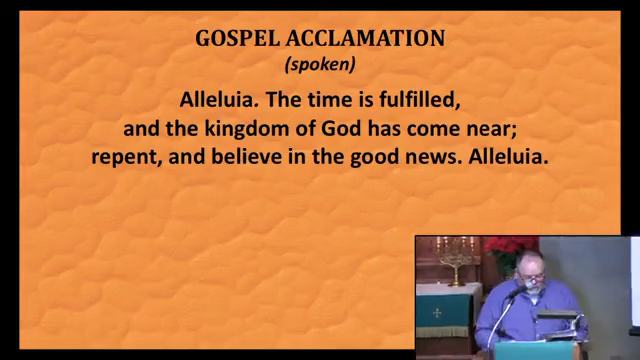 GOSPEL ACCLAMATION
(spoken)
Alleluia. The time is fulfilled,
and the kingdom of God has come near;
repent, and believe in the good news. Alleluia.